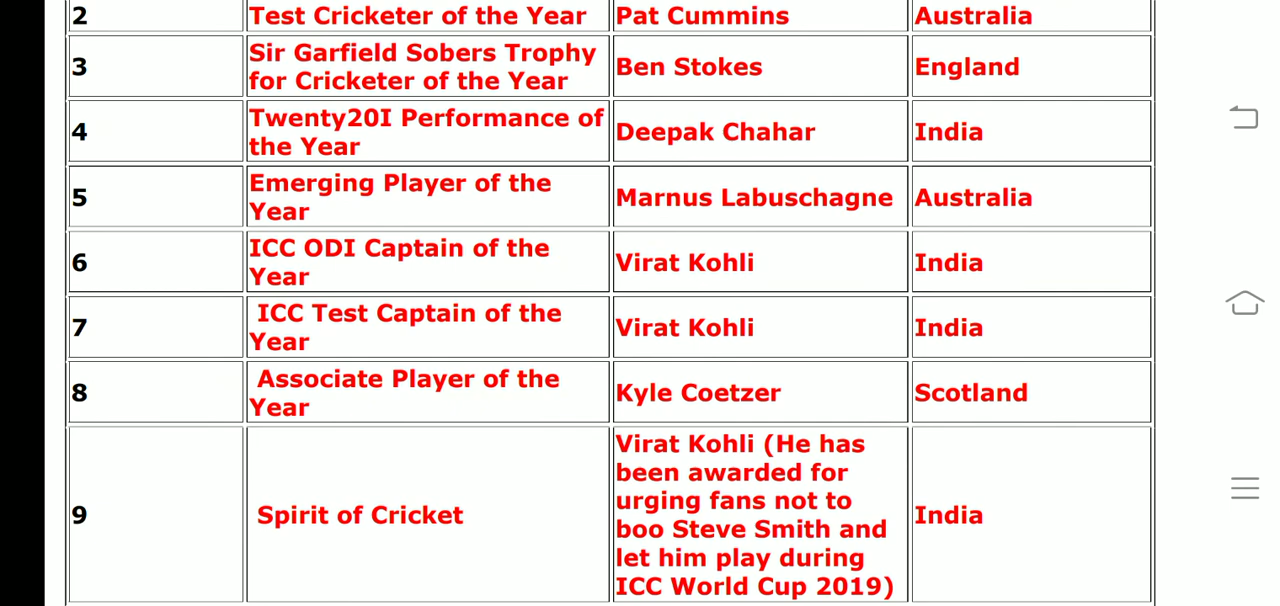 2 Test Cricketer of the Year Pat Cummins Australia
3 Sir Garfield Sobers Trophy
for Cricketer of the Year Ben Stokes England
4 Twenty20I Performance of
the Year Deepak Chahar India
5 Emerging Player of the
Year Marnus Labuschagne Australia
6 ICC ODI Captain of the
Year Virat Kohli India
7 ICC Test Captain of the
Year Virat Kohli India
8 Associate Player of the
Year Kyle Coetzer Scotland
9 Spirit of Cricket Virat Kohli (He has
been awarded for
urging fans not to
boo Steve Smith and
let him play during
ICC World Cup 2019) India